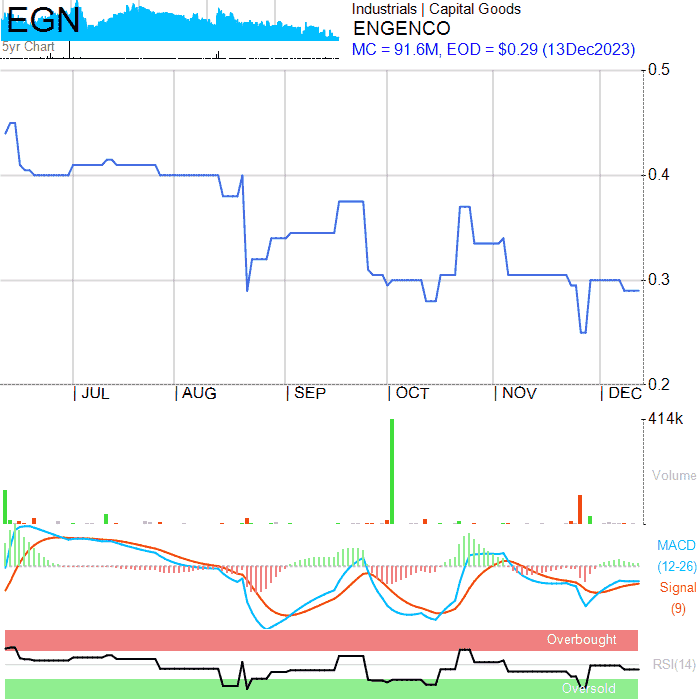 EGN
5yr Chart
Industrials | Capital Goods
ENGENCO
MC = 91.6M, EOD = $0.29 (13Dec2023)
0.5
0.4
0.3
0.2
JUL
AUG
SEP
OCT
NOV
DEC
414k
Volume
MACD
(12-26)
Signal
(9)
Overbought
RSI(14)
Oversold